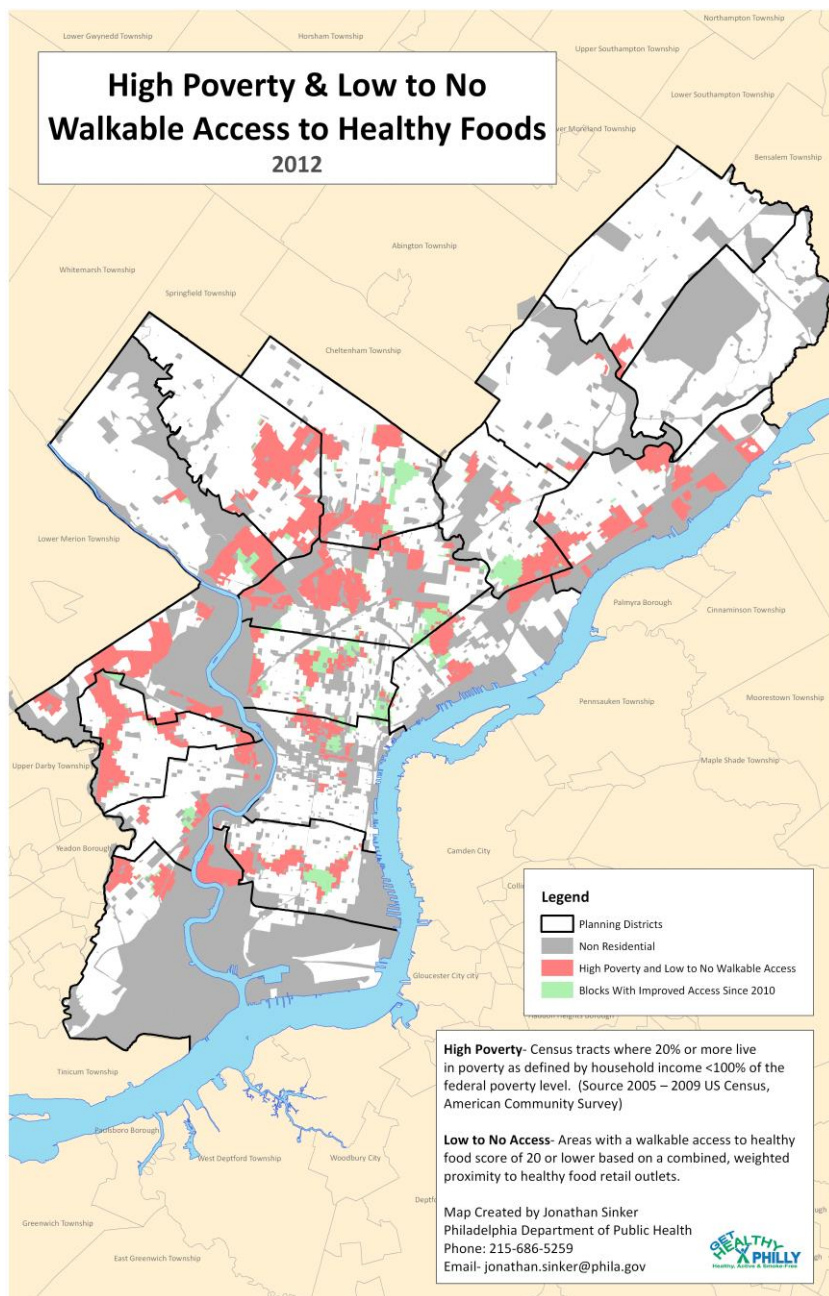 Northampton Township
Lower Gwynedd Township
Horsham Township
Upper Southampton Township
High Poverty & Low to No
Walkable Access to Healthy Foods
2012
Lower Southampton Township
Moreland Township
Bensalem Township
Abington Township
Whitemarsh Township
Springfield Township
Cheltenham Township
Lower Merion Township
Palmyra Borough
Cinnaminson Township
Pennsauken Township
Moorestown Township
Upper Darby Township
Maple Shade Township
Yeadon Borough
Camden City
Legend
Planning Districts
Non Residential
High Poverty and Low to No Walkable Access
Blocks With Improved Access Since 2010
Gloucester City city
Tinicum Township
Paulsboro Borough
West Deptford Township
Woodbury City
Greenwich Township
East Greenwich Township
High Poverty- Census tracts where 20% or more live
in poverty as defined by household income <100% of the
federal poverty level.  (Source 2005 – 2009 US Census,
American Community Survey)
Low to No Access- Areas with a walkable access to healthy
food score of 20 or lower based on a combined, weighted
proximity to healthy food retail outlets.
Map Created by Jonathan Sinker
Philadelphia Department of Public Health
Phone: 215-686-5259
Email- jonathan.sinker@phila.gov
GET
HEALTHY
PHILLY
Healthy, Active & Smoke-Free